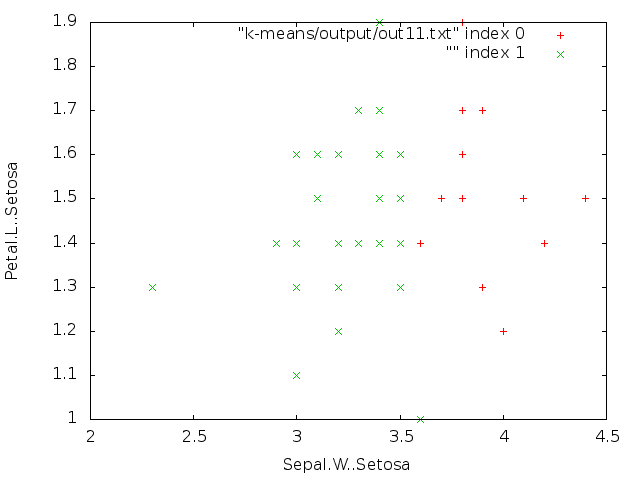 "k-means/output/out11.txt" index 0
"" index 1
Petal.L..Setosa
1.9
1.8
1.7
1.6
1.5
1.4
1.3
1.2
1.1
1
2 2.5 3 3.5 4 4.5
Sepal.W..Setosa